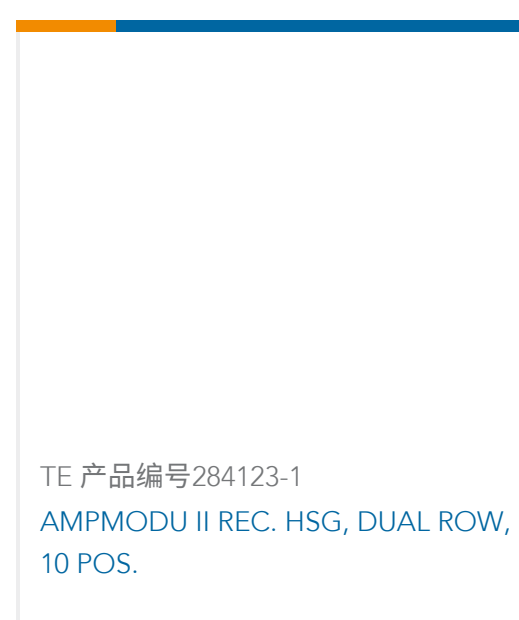 TE 产品编号284123-1
AMPMODU II REC. HSG, DUAL ROW,
10 POS.